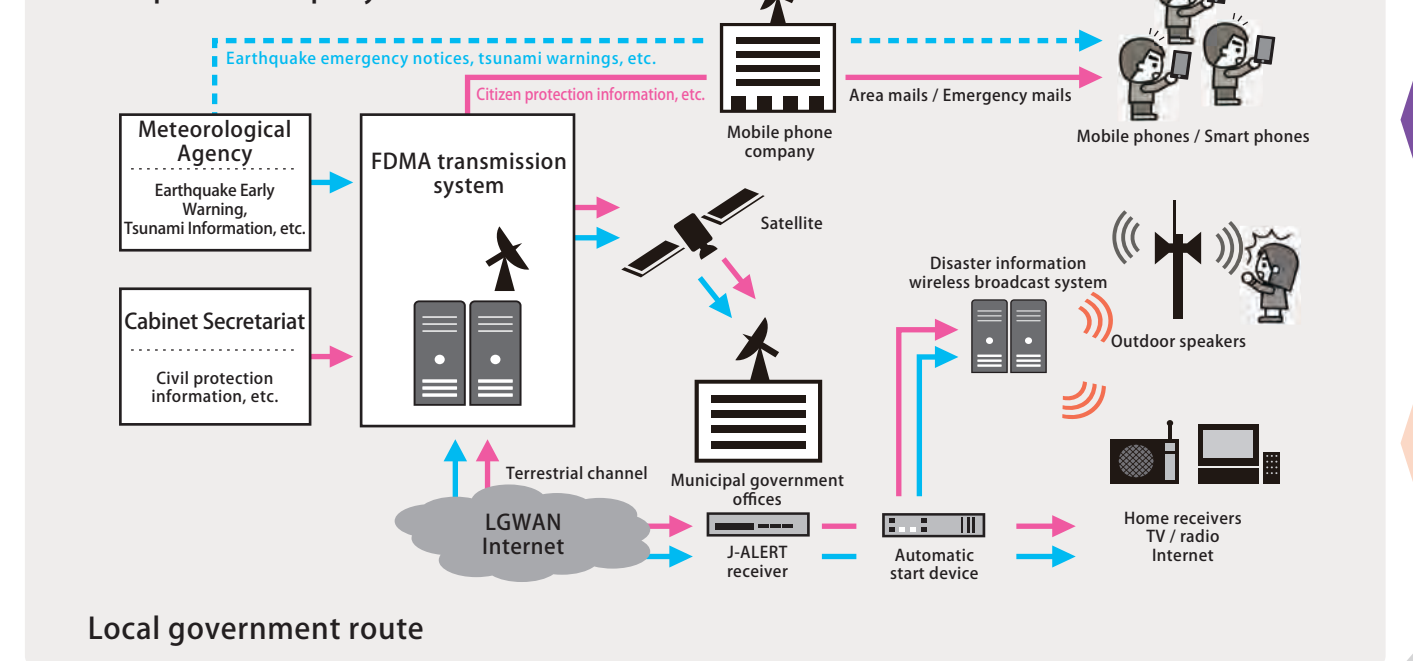 Earthquake emergency notices, tsunami warnings, etc.
Citizen protection information, etc.
Area mails / Emergency mails
Mobile phone
company
Mobile phones / Smart phones
Meteorological
Agency
Earthquake Early
Warning,
Tsunami Information, etc.
FDMA transmission
system
Satellite
Cabinet Secretariat
Civil protection
information, etc.
Disaster information
wireless broadcast system
Outdoor speakers
Terrestrial channel
LGWAN
Internet
Municipal government
offices
J-ALERT
receiver
Automatic
start device
Home receivers
TV / radio
Internet
Local government route